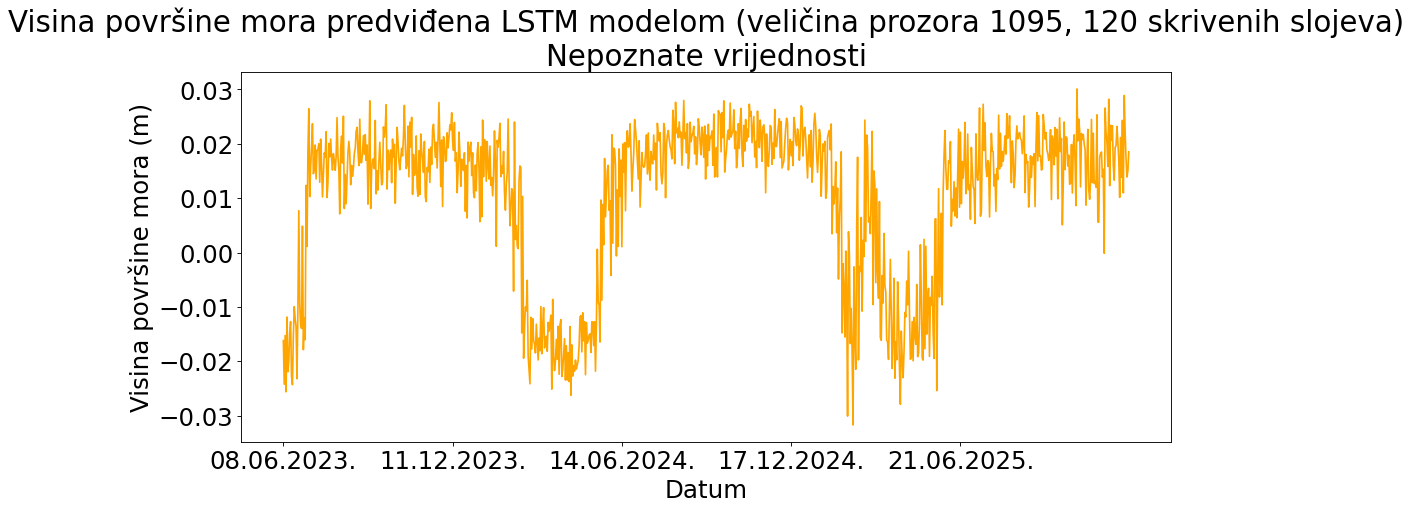 Visina površine mora predviđena LSTM modelom (veličina prozora 1095, 120 skrivenih slojeva)
Nepoznate vrijednosti
Visina površine mora (m)
0.03
0.02
0.01
0.00
−0.01
−0.02
−0.03
08.06.2023. 11.12.2023. 14.06.2024. 17.12.2024. 21.06.2025.
Datum